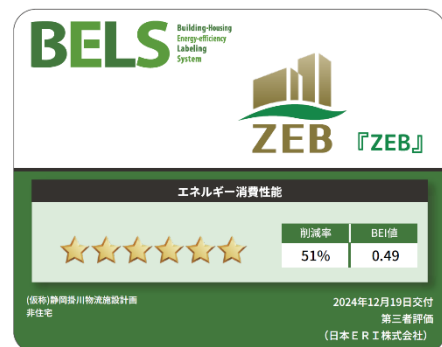 BELS
Building-Housing
Energy-efficiency
Labeling
System
ZEB
『ZEB』
エネルギー消費性能
削減率 BEI値
51% 0.49
(仮称)静岡掛川物流施設計画
非住宅
2024年12月19日交付
第三者評価
（日本ＥＲＩ株式会社）